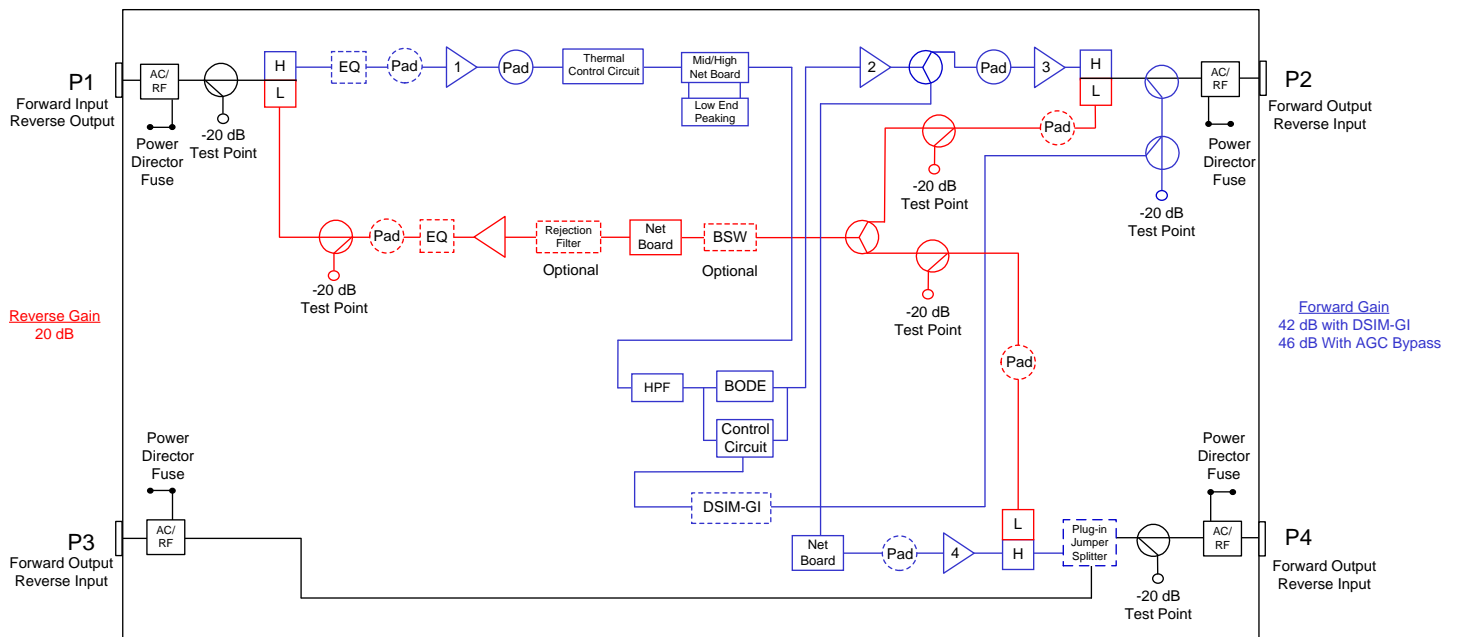 P1
Forward Input
Reverse Output
AC/
RF
Power
Director
Fuse
-20 dB
Test Point
H
L
EQ
Pad
1
Pad
Thermal
Control Circuit
Mid/High
Net Board
Low End
Peaking
2
Pad
3
H
L
AC/
RF
P2
Forward Output
Reverse Input
Power
Director
Fuse
-20 dB
Test Point
Pad
-20 dB
Test Point
-20 dB
Test Point
Pad
EQ
Rejection
Filter
Optional
Net
Board
BSW
Optional
-20 dB
Test Point
Reverse Gain
20 dB
Forward Gain
42 dB with DSIM-GI
46 dB With AGC Bypass
Pad
HPF
BODE
Control
Circuit
DSIM-GI
Power
Director
Fuse
P3
Forward Output
Reverse Input
AC/
RF
Net
Board
Pad
4
L
H
Plug-in
Jumper
Splitter
-20 dB
Test Point
Power
Director
Fuse
AC/
RF
P4
Forward Output
Reverse Input